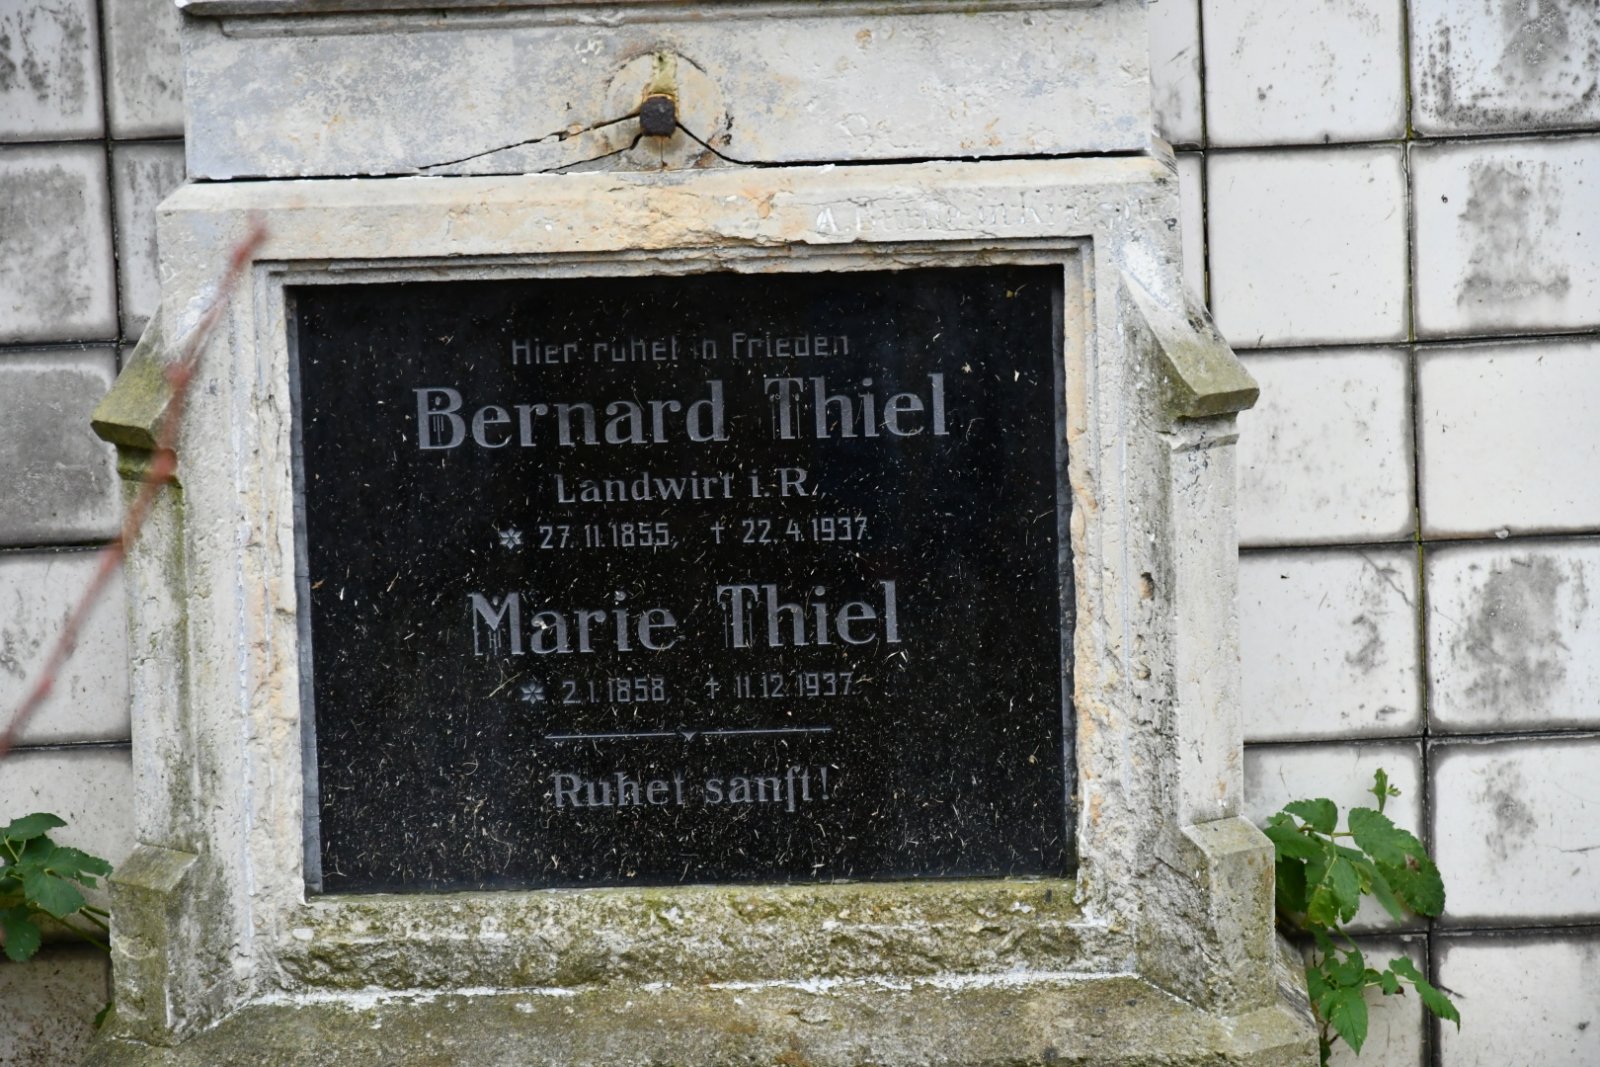 Hier ruhet in Frieden
Bernard Thiel
Landwirt i. R.,
✲ 27.11.1855, † 22.4.1937.
Marie Thiel
✲ 2.1.1858 † 11.12.1937.
Ruhet sanft!